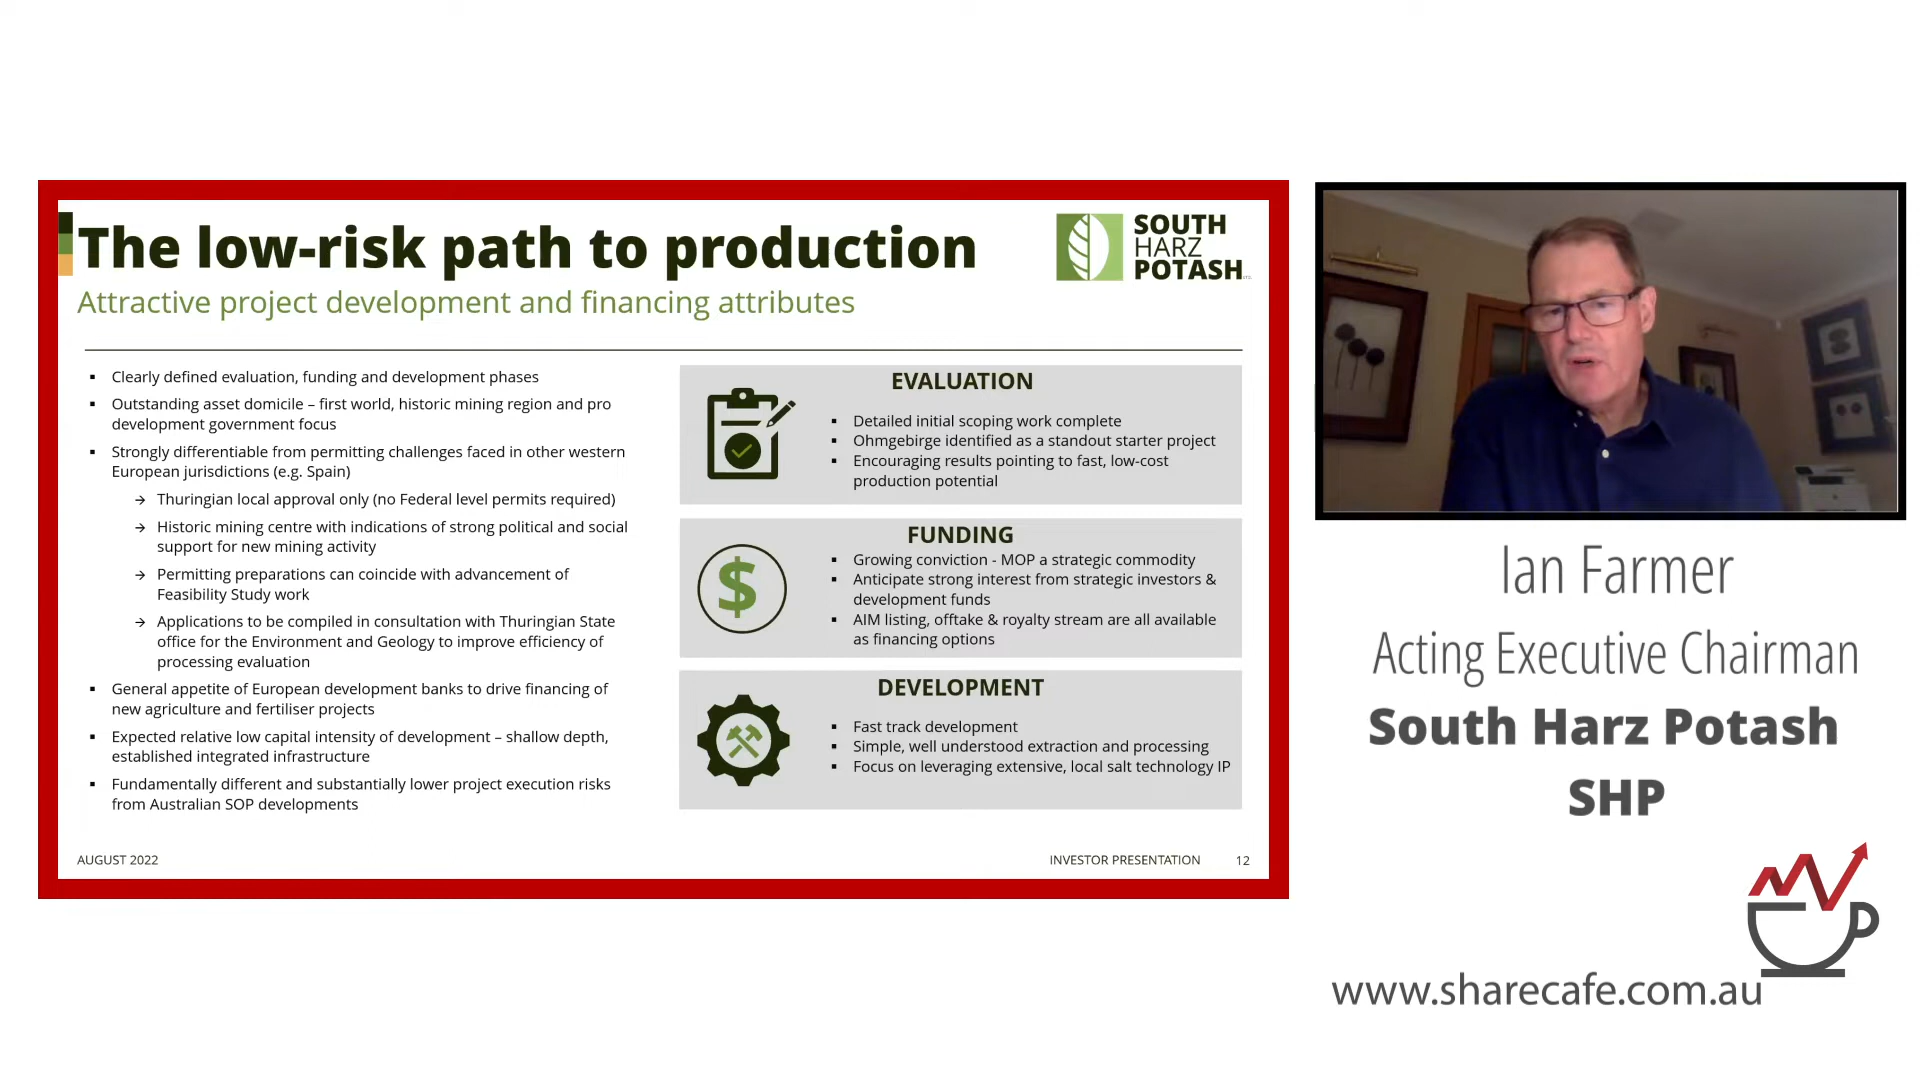 The low-risk path to production
Attractive project development and financing attributes
SOUTH
HARZ
POTASH
▪ Clearly defined evaluation, funding and development phases
▪ Outstanding asset domicile – first world, historic mining region and pro
development government focus
▪ Strongly differentiable from permitting challenges faced in other western
European jurisdictions (e.g. Spain)
→ Thuringian local approval only (no Federal level permits required)
→ Historic mining centre with indications of strong political and social
support for new mining activity
→ Permitting preparations can coincide with advancement of
Feasibility Study work
→ Applications to be compiled in consultation with Thuringian State
office for the Environment and Geology to improve efficiency of
processing evaluation
▪ General appetite of European development banks to drive financing of
new agriculture and fertiliser projects
▪ Expected relative low capital intensity of development – shallow depth,
established integrated infrastructure
▪ Fundamentally different and substantially lower project execution risks
from Australian SOP developments
EVALUATION
▪ Detailed initial scoping work complete
▪ Ohmgebirge identified as a standout starter project
▪ Encouraging results pointing to fast, low-cost
production potential
FUNDING
$
▪ Growing conviction - MOP a strategic commodity
▪ Anticipate strong interest from strategic investors &
development funds
▪ AIM listing, offtake & royalty stream are all available
as financing options
DEVELOPMENT
▪ Fast track development
▪ Simple, well understood extraction and processing
▪ Focus on leveraging extensive, local salt technology IP
AUGUST 2022
INVESTOR PRESENTATION 12
Ian Farmer
Acting Executive Chairman
South Harz Potash
SHP
www.sharecafe.com.au